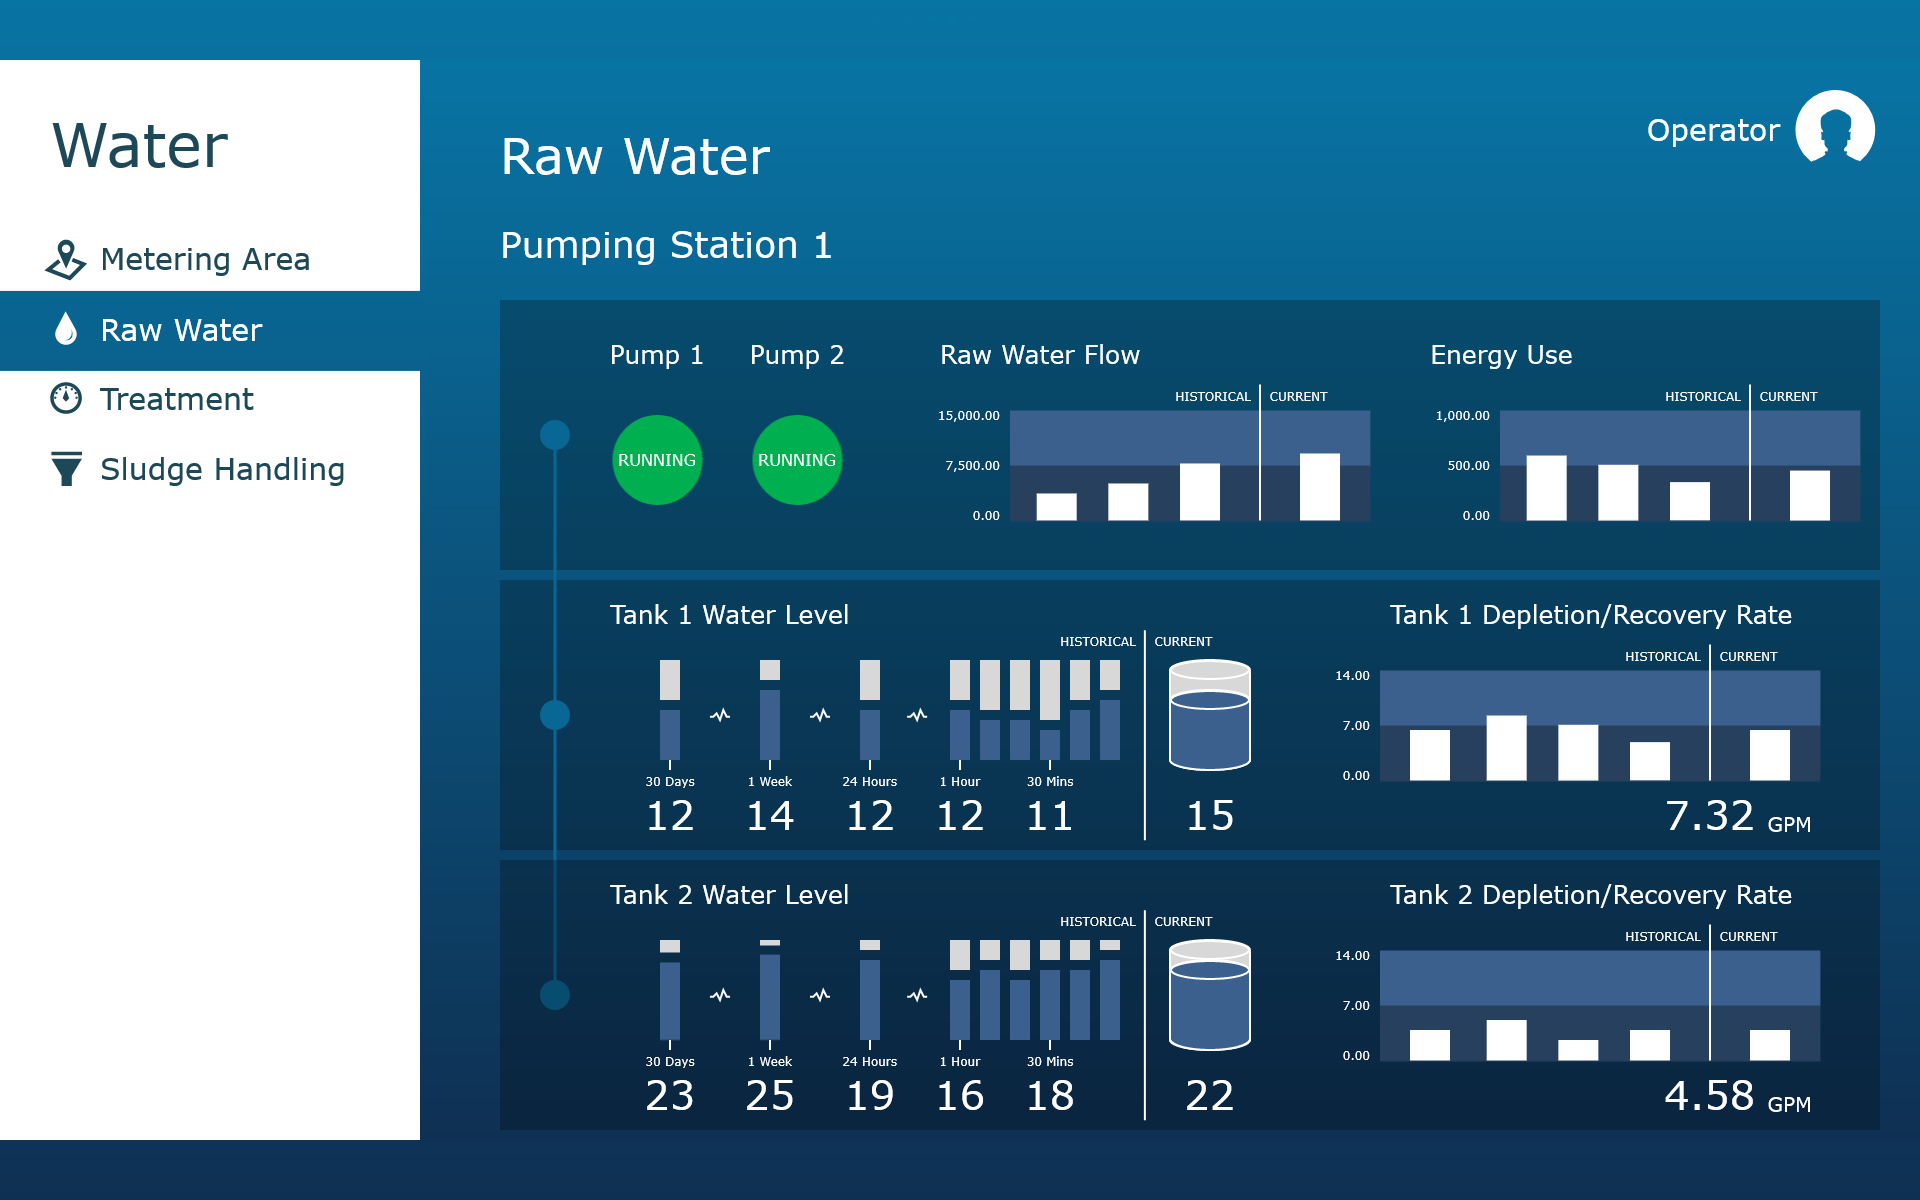 Water
Metering Area
Raw Water
Treatment
Sludge Handling
Operator
Raw Water
Pumping Station 1
Pump 1
Pump 2
Raw Water Flow
Energy Use
RUNNING
RUNNING
HISTORICAL
CURRENT
15,000.00
7,500.00
0.00
HISTORICAL
CURRENT
1,000.00
500.00
0.00
Tank 1 Water Level
HISTORICAL
CURRENT
30 Days
1 Week
24 Hours
1 Hour
30 Mins
12
14
12
12
11
15
Tank 1 Depletion/Recovery Rate
HISTORICAL
CURRENT
14.00
7.00
0.00
7.32 GPM
Tank 2 Water Level
HISTORICAL
CURRENT
30 Days
1 Week
24 Hours
1 Hour
30 Mins
23
25
19
16
18
22
Tank 2 Depletion/Recovery Rate
HISTORICAL
CURRENT
14.00
7.00
0.00
4.58 GPM